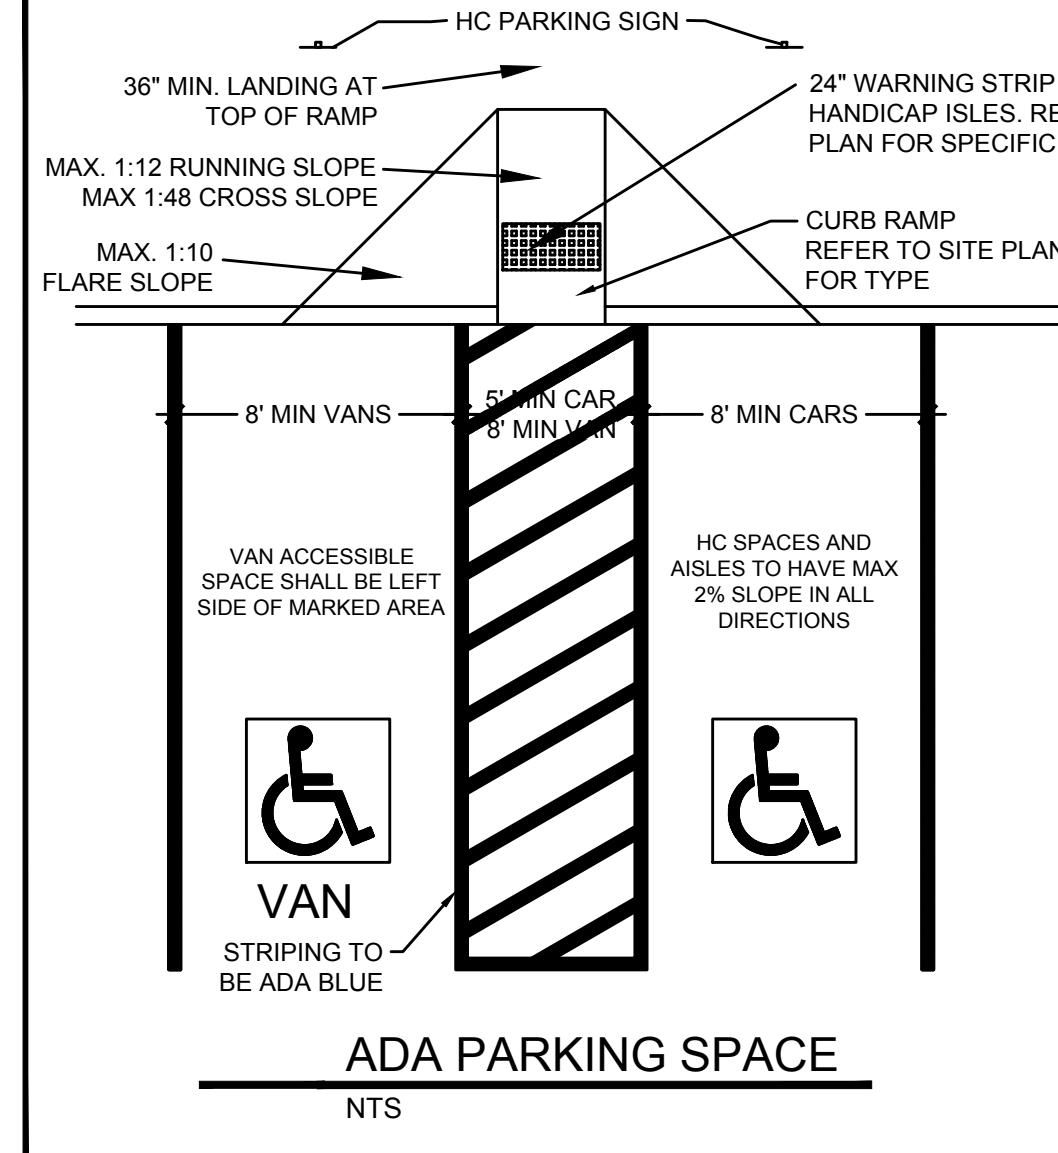 HC PARKING SIGN
36" MIN. LANDING AT
TOP OF RAMP
24" WARNING STRIP
HANDICAP ISLES. RE
PLAN FOR SPECIFIC
MAX. 1:12 RUNNING SLOPE
MAX 1:48 CROSS SLOPE
CURB RAMP
REFER TO SITE PLAN
FOR TYPE
MAX. 1:10
FLARE SLOPE
8' MIN VANS
5' MIN CAR
8' MIN VAN
8' MIN CARS
VAN ACCESSIBLE
SPACE SHALL BE LEFT
SIDE OF MARKED AREA
HC SPACES AND
AISLES TO HAVE MAX
2% SLOPE IN ALL
DIRECTIONS
VAN
STRIPING TO
BE ADA BLUE
ADA PARKING SPACE
NTS